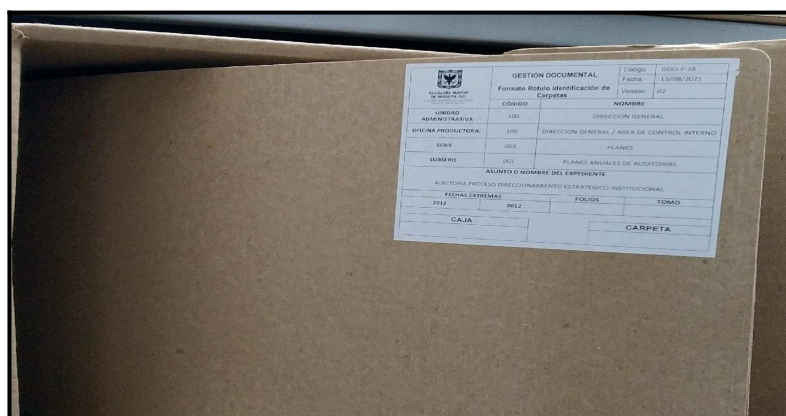 ALCALDÍA MAYOR
DE BOGOTÁ D.C.
GESTIÓN DOCUMENTAL
Formato Rótulo Identificación de
Carpetas
Código: GDO-F-28
Fecha: 13/08/2021
Versión: 02
CÓDIGO NOMBRE
UNIDAD
ADMINISTRATIVA 100 DIRECCIÓN GENERAL
OFICINA PRODUCTORA: 100 DIRECCIÓN GENERAL / AREA DE CONTROL INTERNO
SERIE 003 PLANES
SUBSERIE 001 PLANES ANUALES DE AUDITORIAS
ASUNTO O NOMBRE DEL EXPEDIENTE
AUDITORIA PROCESO DIRECCIONAMIENTO ESTRATEGICO INSTITUCIONAL
FECHAS EXTREMAS FOLIOS TOMO
2012 2012
CAJA CARPETA